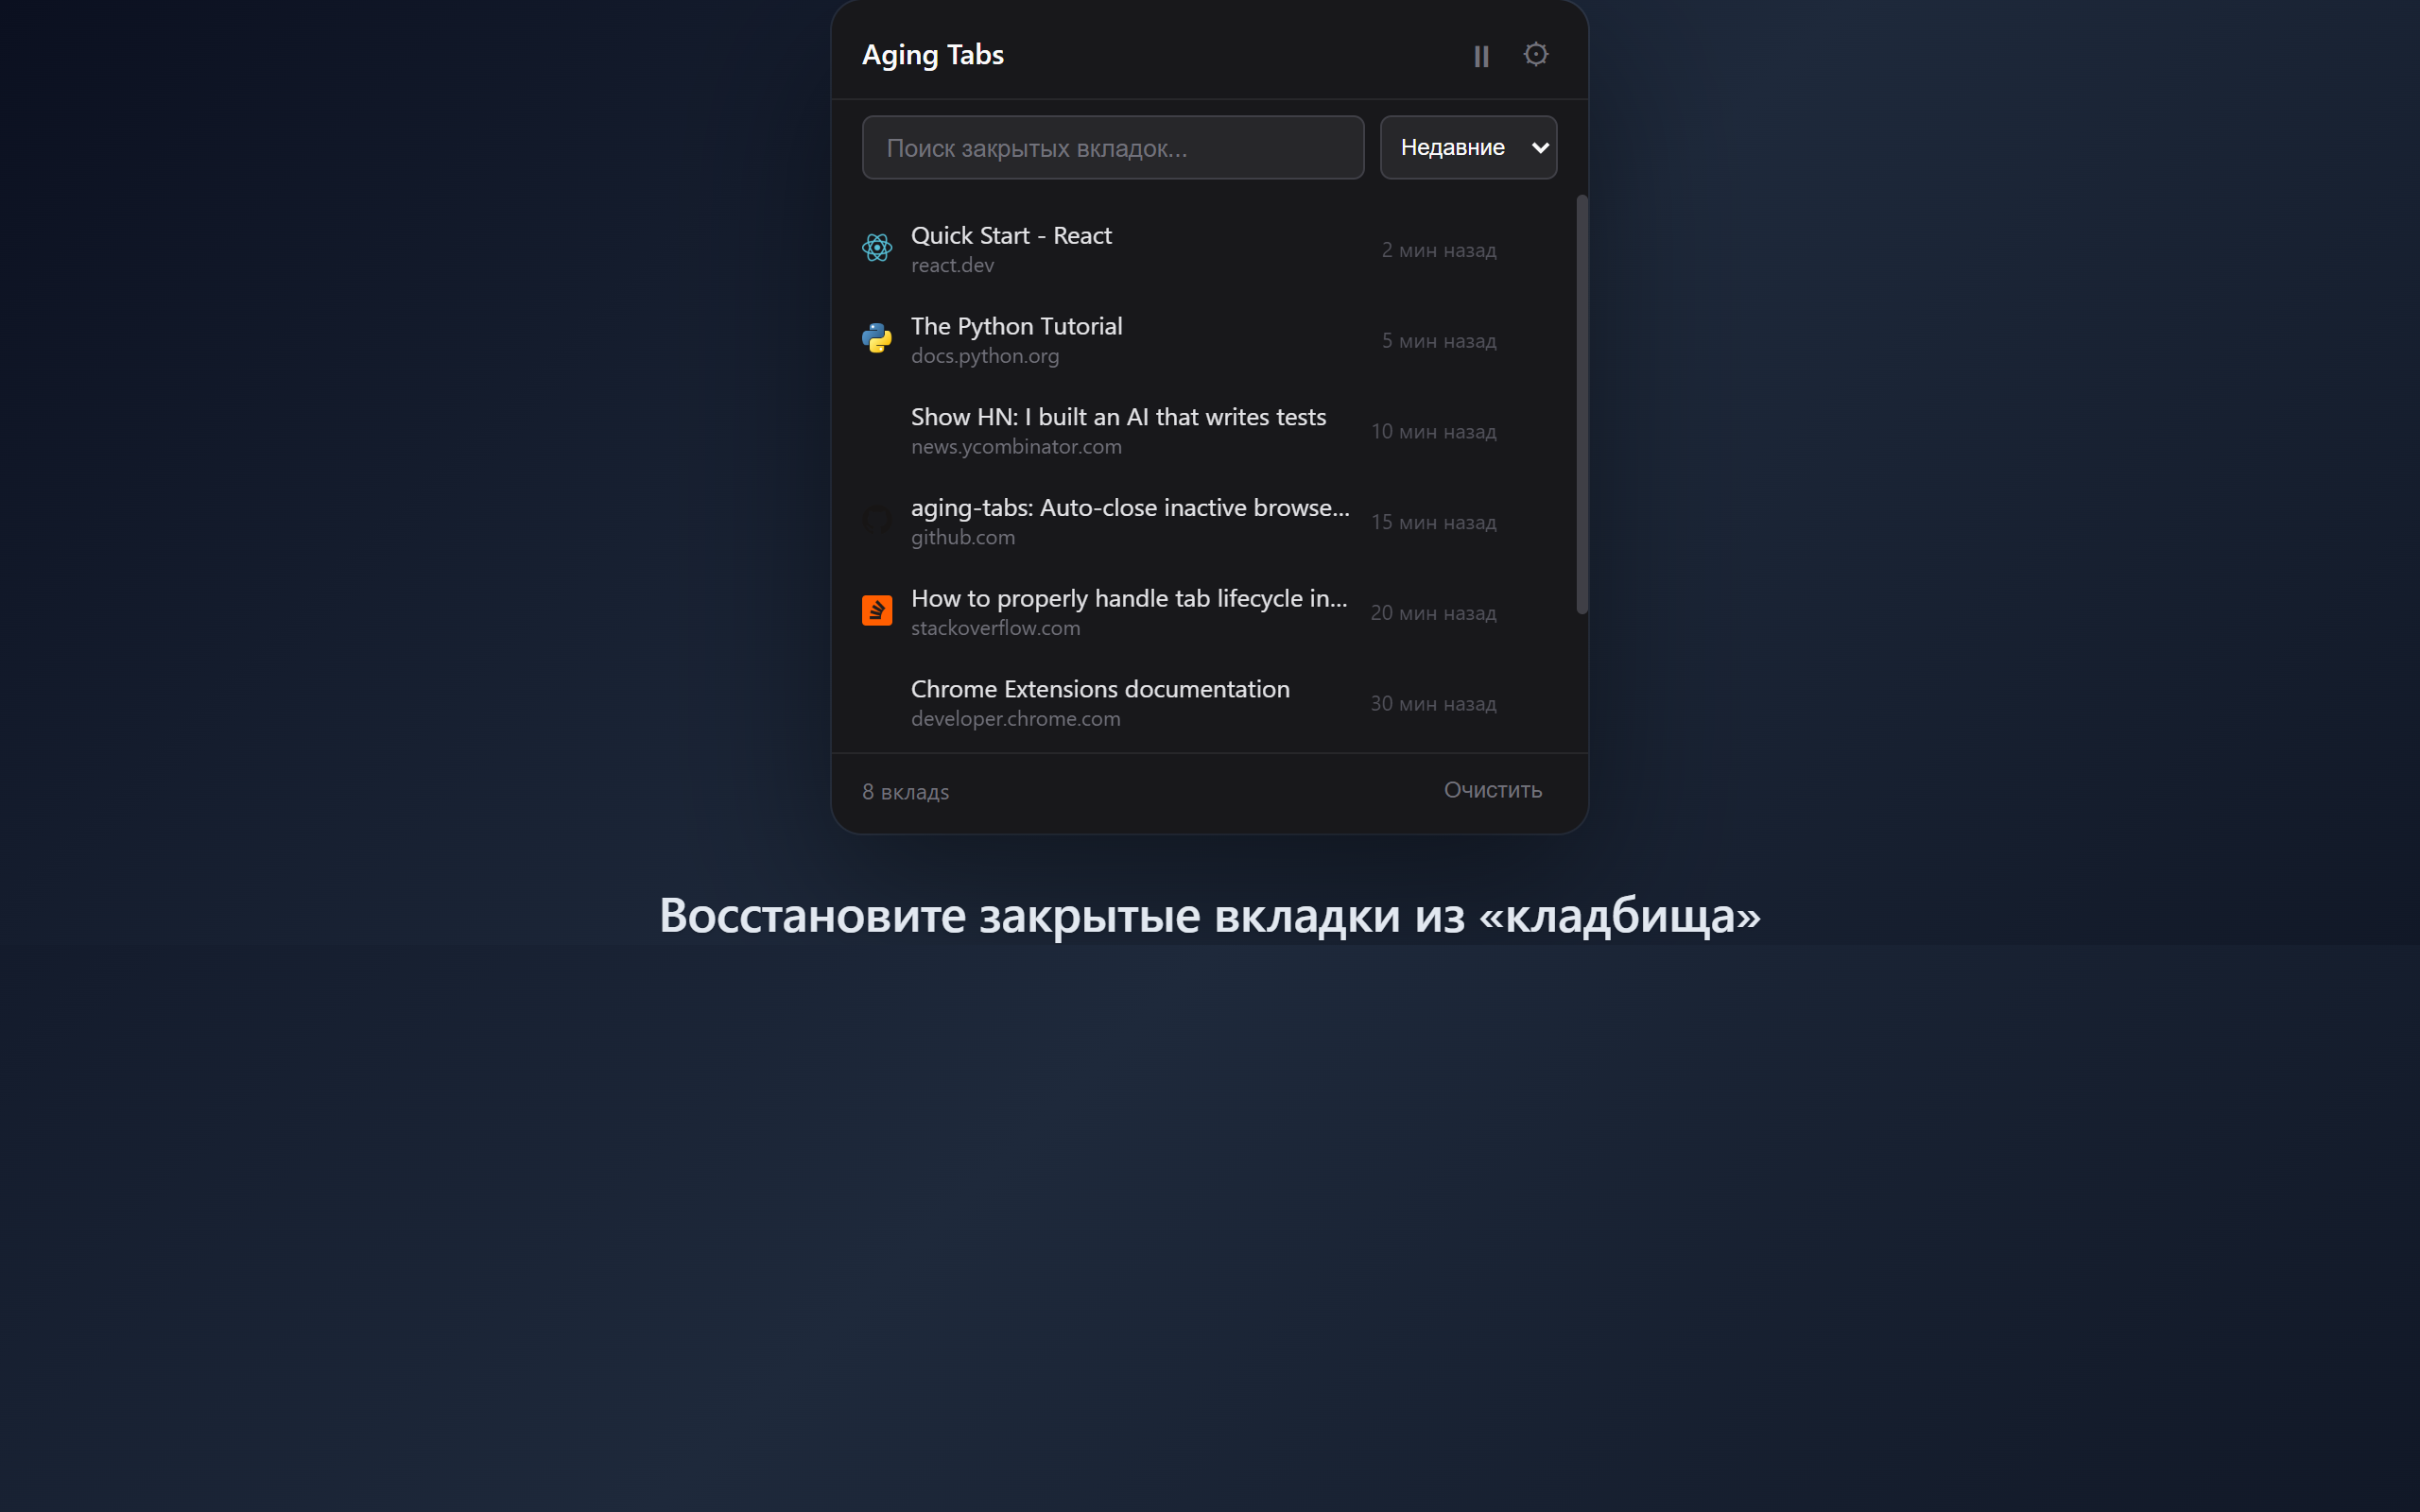 Aging Tabs
Поиск закрытых вкладок...
Недавние
Quick Start - React
react.dev
2 мин назад
The Python Tutorial
docs.python.org
5 мин назад
Show HN: I built an AI that writes tests
news.ycombinator.com
10 мин назад
aging-tabs: Auto-close inactive browse...
github.com
15 мин назад
How to properly handle tab lifecycle in...
stackoverflow.com
20 мин назад
Chrome Extensions documentation
developer.chrome.com
30 мин назад
8 вкладs
Очистить
Восстановите закрытые вкладки из «кладбища»